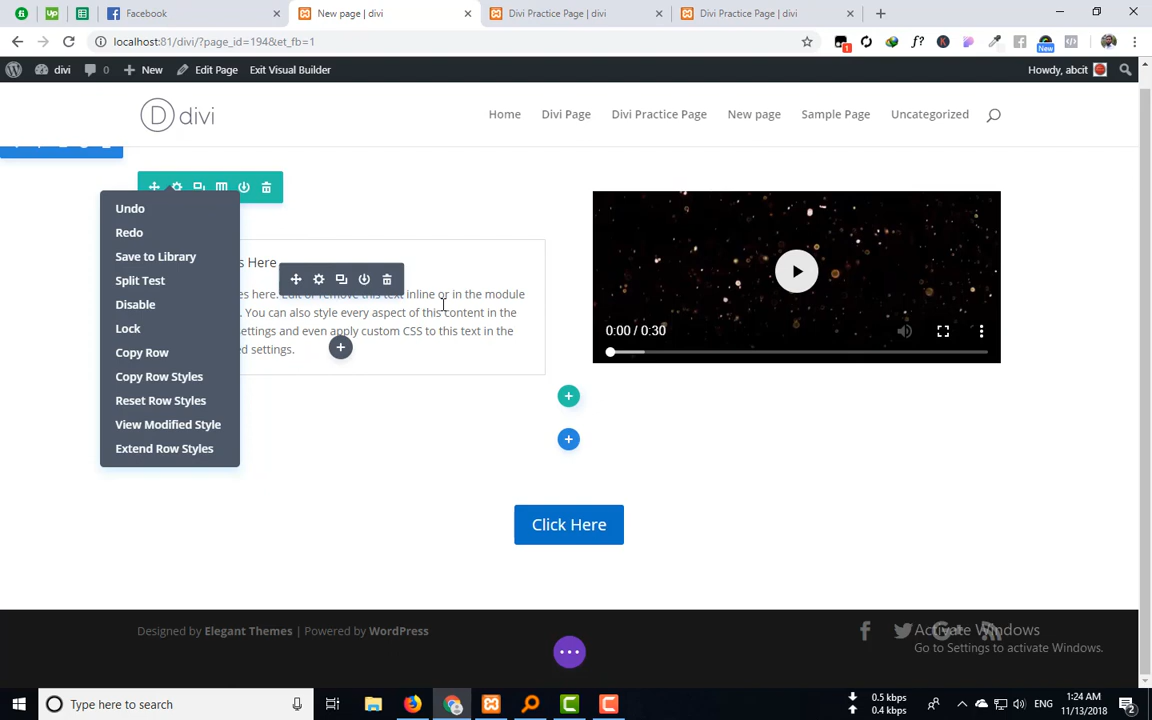 fi
up
Facebook
New page | divi
Divi Practice Page | divi
Divi Practice Page | divi
localhost:81/divi/?page_id=194&et_fb=1
1
f?
K
New
divi
0
New
Edit Page
Exit Visual Builder
Howdy, abcit
D divi
Home
Divi Page
Divi Practice Page
New page
Sample Page
Uncategorized
Undo
Redo
Save to Library
Split Test
Disable
Lock
Copy Row
Copy Row Styles
Reset Row Styles
View Modified Style
Extend Row Styles
s Here
es here. Edit or remove this text inline or in the module
. You can also style every aspect of this content in the
settings and even apply custom CSS to this text in the
ed settings.
0:00 / 0:30
Click Here
Designed by Elegant Themes | Powered by WordPress
Activate Windows
Go to Settings to activate Windows.
Type here to search
0.5 kbps
0.4 kbps
ENG
1:24 AM
11/13/2018
2